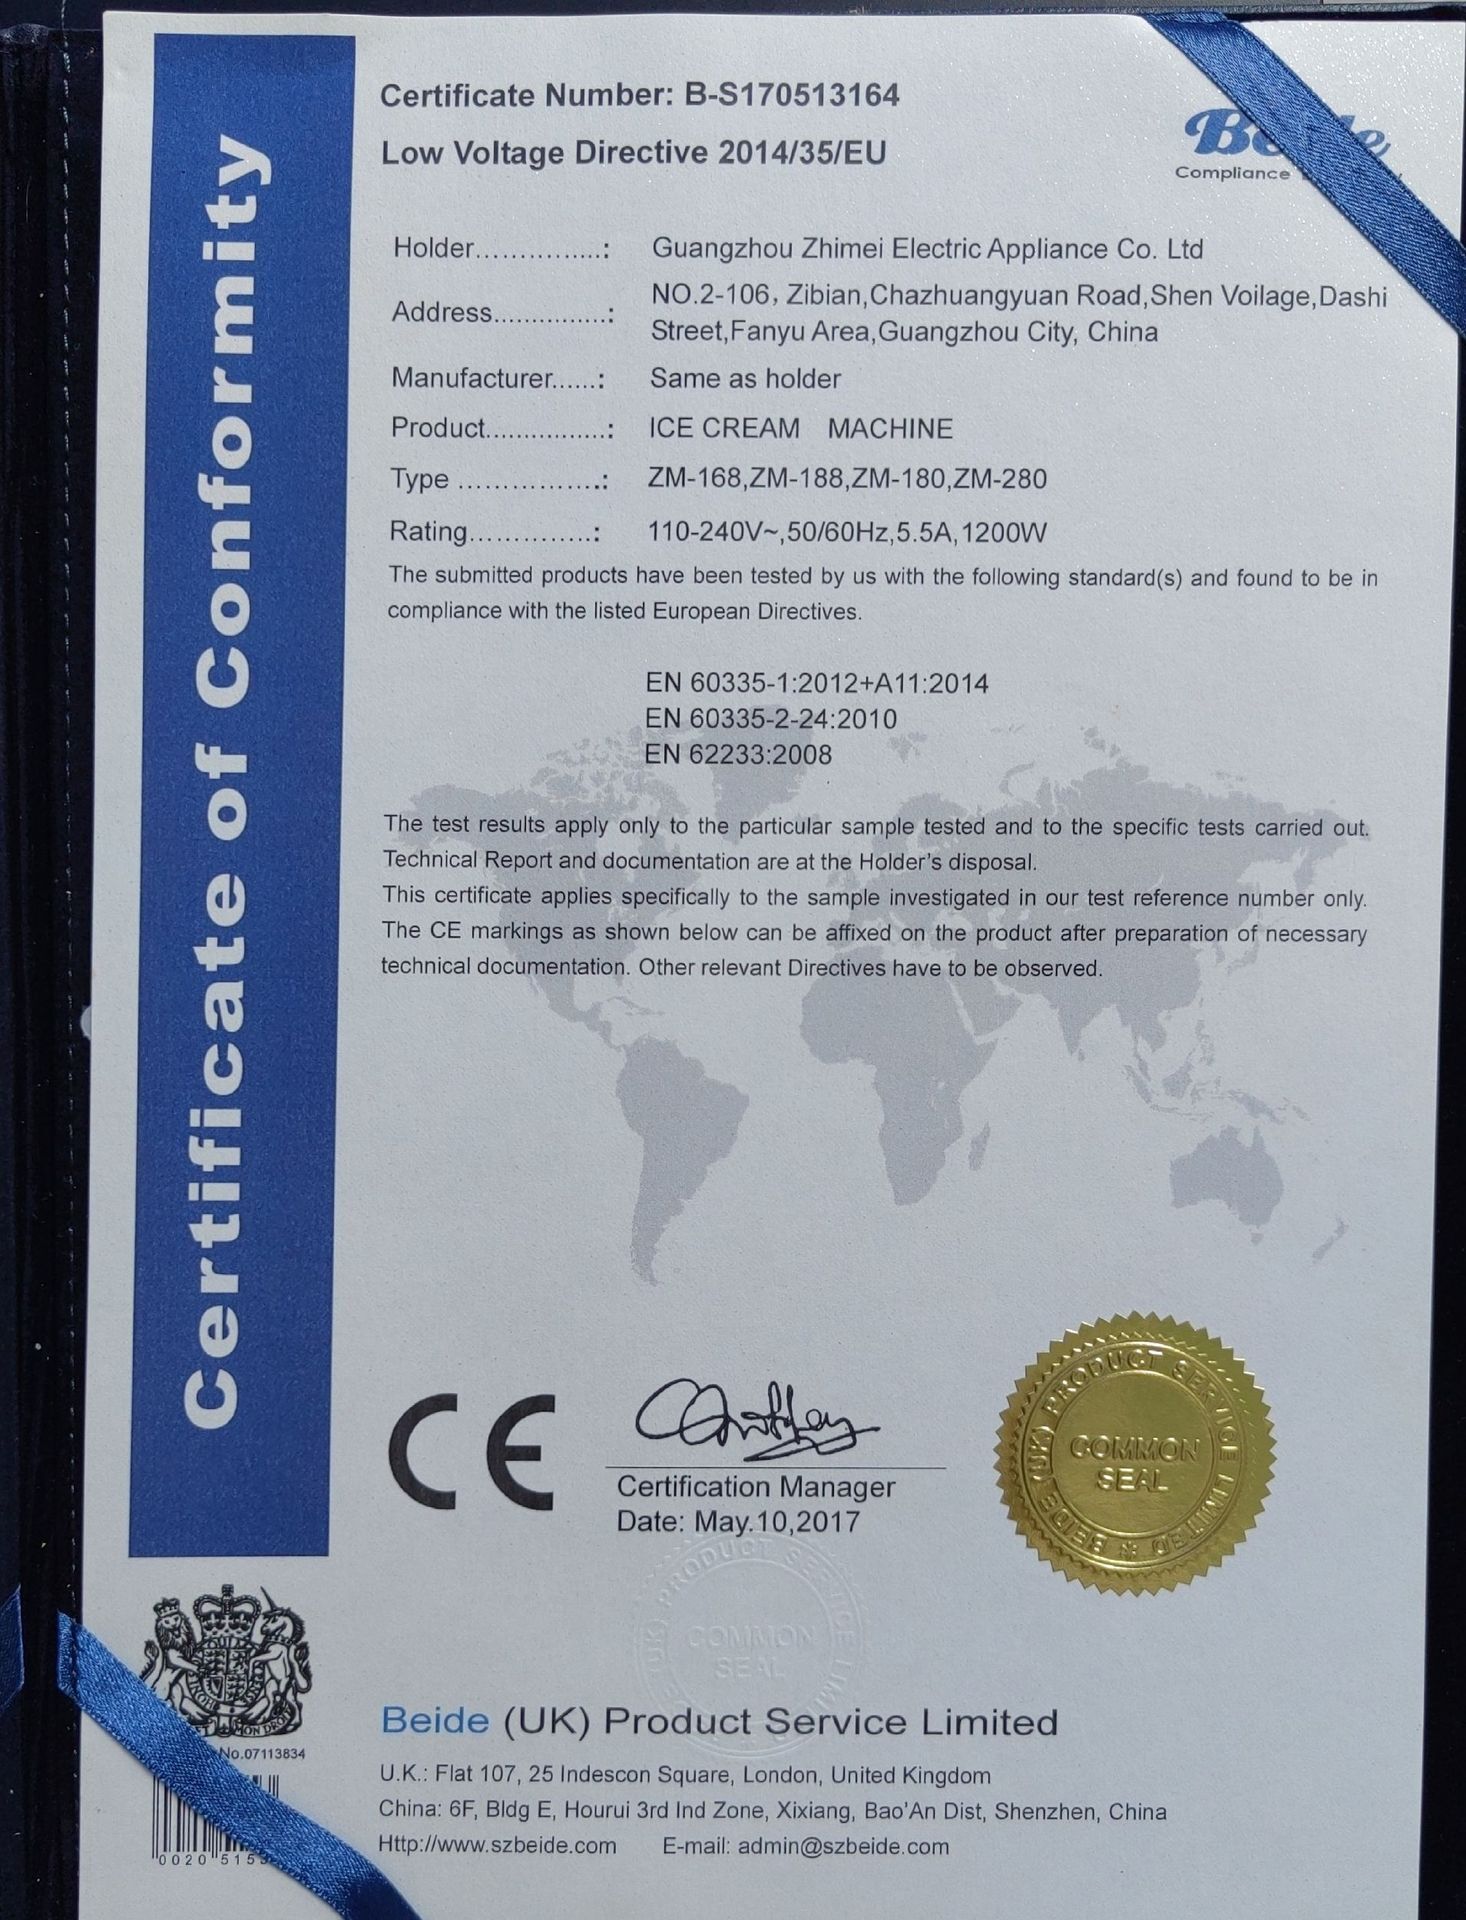 Certificate of Conformity
Certificate Number: B-S170513164
Low Voltage Directive 2014/35/EU
Compliance
Holder...............: Guangzhou Zhimei Electric Appliance Co. Ltd
Address..............: NO.2-106, Zibian,Chazhuangyuan Road,Shen Voilage,Dashi
Street,Fanyu Area,Guangzhou City, China
Manufacturer......: Same as holder
Product...............: ICE CREAM MACHINE
Type ................: ZM-168,ZM-188,ZM-180,ZM-280
Rating..............: 110-240V~,50/60Hz,5.5A,1200W
The submitted products have been tested by us with the following standard(s) and found to be in
compliance with the listed European Directives.
EN 60335-1:2012+A11:2014
EN 60335-2-24:2010
EN 62233:2008
The test results apply only to the particular sample tested and to the specific tests carried out.
Technical Report and documentation are at the Holder's disposal.
This certificate applies specifically to the sample investigated in our test reference number only.
The CE markings as shown below can be affixed on the product after preparation of necessary
technical documentation. Other relevant Directives have to be observed.
CE
Certification Manager
Date: May.10,2017
BEIDE (UK) PRODUCT SERVICE LIMITED
COMMON
SEAL
PRODUCT SERVICE
COMMON
SEAL
No.07113834
Beide (UK) Product Service Limited
U.K.: Flat 107, 25 Indescon Square, London, United Kingdom
China: 6F, Bldg E, Hourui 3rd Ind Zone, Xixiang, Bao'An Dist, Shenzhen, China
Http://www.szbeide.com E-mail: admin@szbeide.com